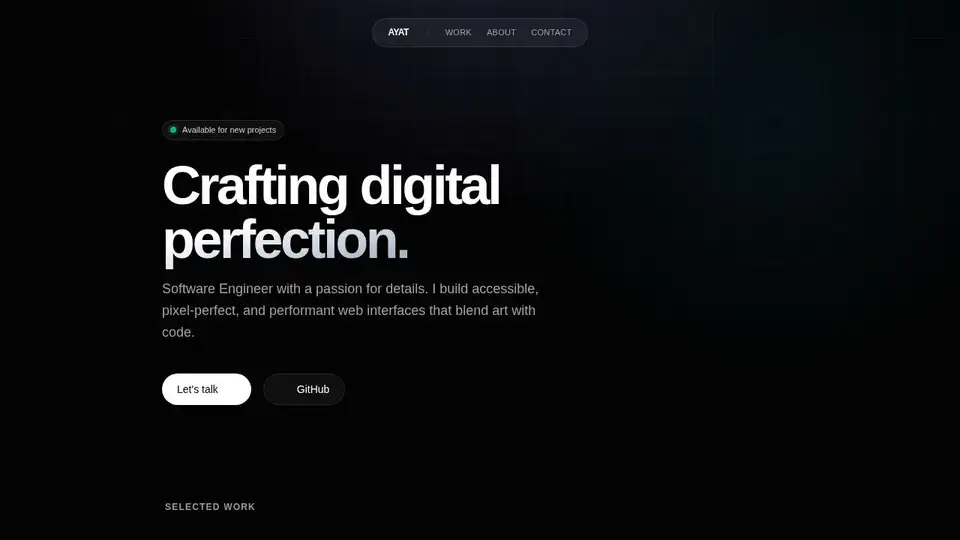 AYAT WORK ABOUT CONTACT
Available for new projects
Crafting digital
perfection.
Software Engineer with a passion for details. I build accessible,
pixel-perfect, and performant web interfaces that blend art with
code.
Let's talk GitHub
SELECTED WORK